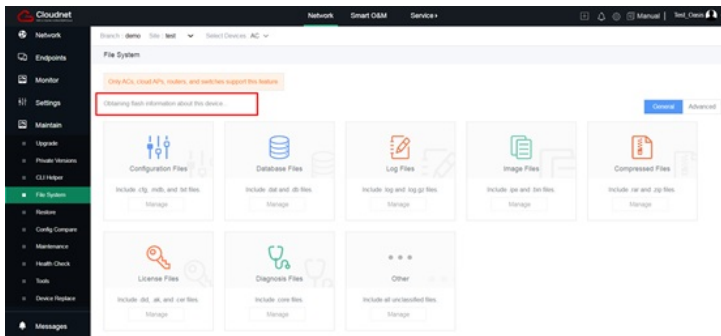 Cloudnet
Network Smart O&M Service+
Manual | Test_Oasis
Network
Endpoints
Monitor
Settings
Maintain
Upgrade
Private Versions
CLI Helper
File System
Restore
Config Compare
Maintenance
Health Check
Tools
Device Replace
Messages
Branch : demo Site : test Select Devices : AC
File System
Only ACs, cloud APs, routers, and switches support this feature.
Obtaining flash information about this device...
General Advanced
Configuration Files
Include .cfg, .mdb, and .txt files.
Manage
Database Files
Include .dat and .db files.
Manage
Log Files
Include .log and .log.gz files.
Manage
Image Files
Include .ipe and .bin files.
Manage
Compressed Files
Include .rar and .zip files.
Manage
License Files
Include .did, .ak, and .cer files.
Manage
Diagnosis Files
Include .core files.
Manage
Other
Include all unclassified files.
Manage